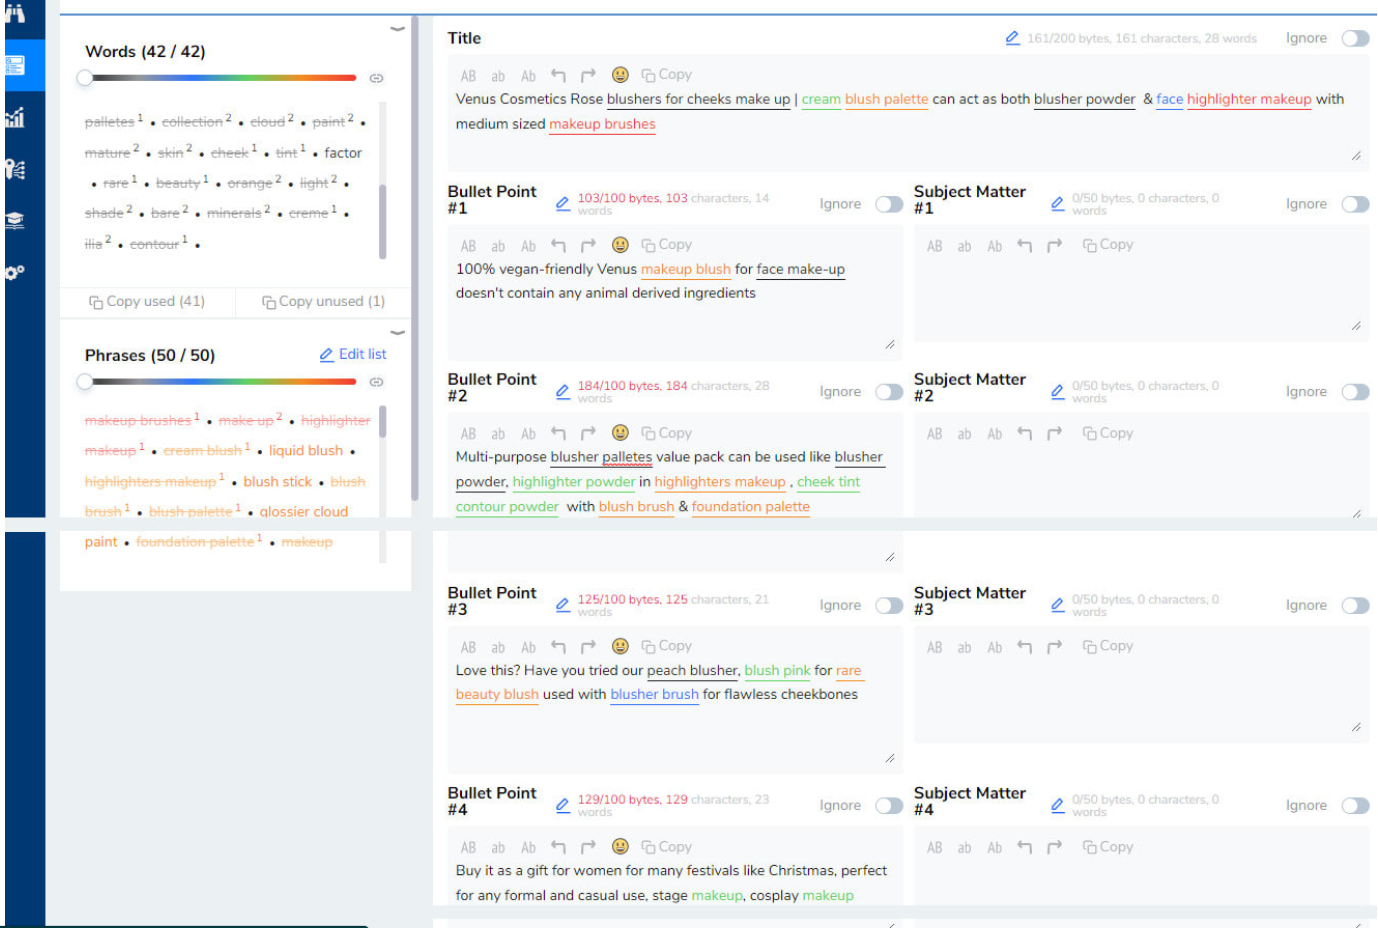 Words (42 / 42)
palletes 1 • collection 2 • cloud 2 • paint 2 •
mature 2 • skin 2 • cheek 1 • tint 1 • factor
• rare 1 • beauty 1 • orange 2 • light 2 •
shade 2 • bare 2 • minerals 2 • creme 1 •
ilia 2 • contour 1 •
Copy used (41)
Copy unused (1)
Phrases (50 / 50)
Edit list
makeup brushes 1 • make up 2 • highlighter
makeup 1 • cream blush 1 • liquid blush •
highlighters makeup 1 • blush stick • blush
brush 1 • blush palette 1 • glossier cloud
paint • foundation palette 1 • makeup
Title
161/200 bytes, 161 characters, 28 words
Ignore
AB ab Ab Copy
Venus Cosmetics Rose blushers for cheeks make up | cream blush palette can act as both blusher powder & face highlighter makeup with
medium sized makeup brushes
Bullet Point
#1
103/100 bytes, 103 characters, 14
words
Ignore
AB ab Ab Copy
100% vegan-friendly Venus makeup blush for face make-up
doesn't contain any animal derived ingredients
Subject Matter
#1
0/50 bytes, 0 characters, 0
words
Ignore
AB ab Ab Copy
Bullet Point
#2
184/100 bytes, 184 characters, 28
words
Ignore
AB ab Ab Copy
Multi-purpose blusher palletes value pack can be used like blusher
powder, highlighter powder in highlighters makeup , cheek tint
contour powder with blush brush & foundation palette
Subject Matter
#2
0/50 bytes, 0 characters, 0
words
Ignore
AB ab Ab Copy
Bullet Point
#3
125/100 bytes, 125 characters, 21
words
Ignore
AB ab Ab Copy
Love this? Have you tried our peach blusher, blush pink for rare
beauty blush used with blusher brush for flawless cheekbones
Subject Matter
#3
0/50 bytes, 0 characters, 0
words
Ignore
AB ab Ab Copy
Bullet Point
#4
129/100 bytes, 129 characters, 23
words
Ignore
AB ab Ab Copy
Buy it as a gift for women for many festivals like Christmas, perfect
for any formal and casual use, stage makeup, cosplay makeup
Subject Matter
#4
0/50 bytes, 0 characters, 0
words
Ignore
AB ab Ab Copy